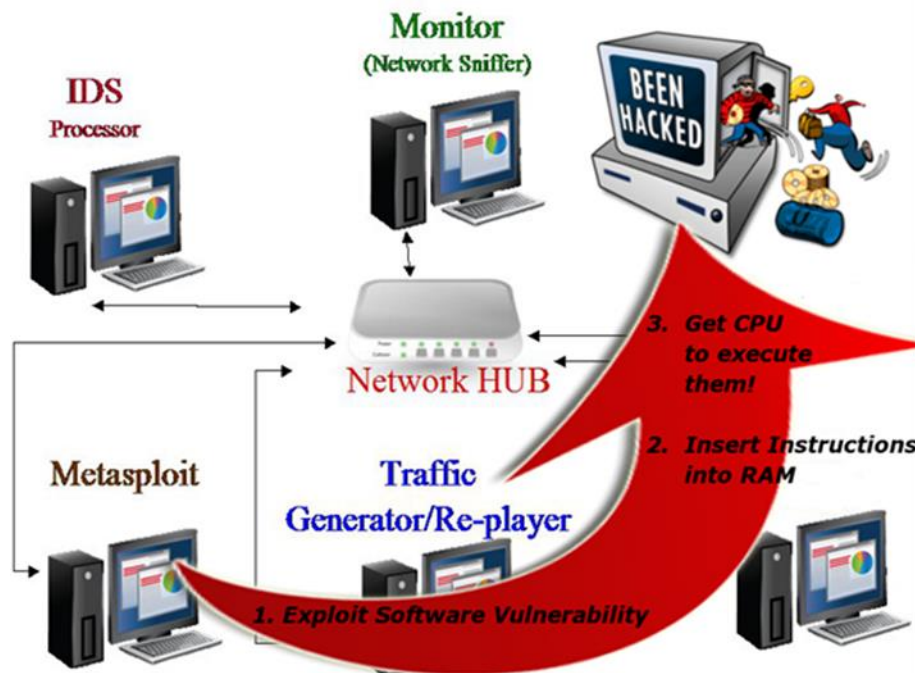 Monitor
(Network Sniffer)
IDS
Processor
BEEN
HACKED
Network HUB
3. Get CPU
to execute
them!
2. Insert Instructions
into RAM
Metasploit
Traffic
Generator/Re-player
1. Exploit Software Vulnerability